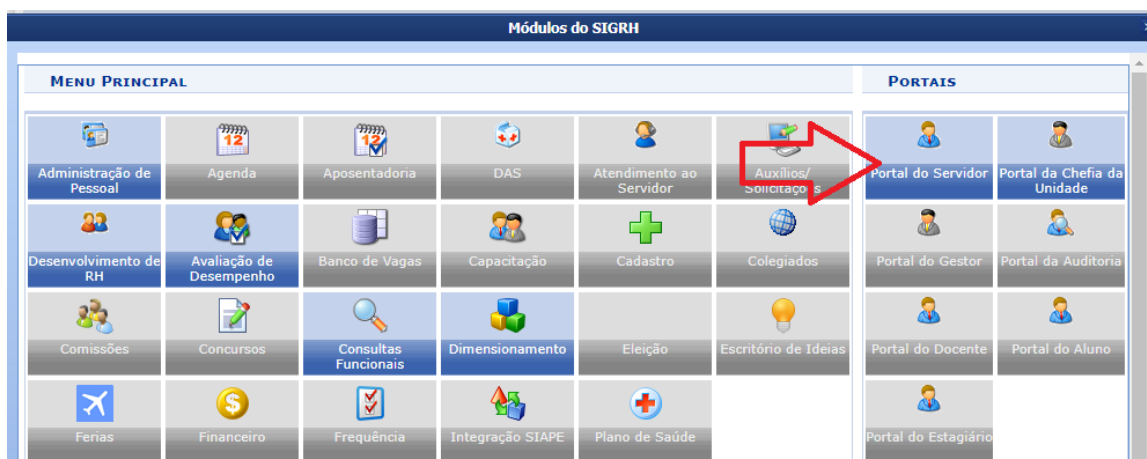 Módulos do SIGRH
MENU PRINCIPAL
PORTAIS
12
12
Administração de
Pessoal
Agenda
Aposentadoria
DAS
Atendimento ao
Servidor
Auxílios/
Solicitações
Portal do Servidor
Portal da Chefia da
Unidade
Desenvolvimento de
RH
Avaliação de
Desempenho
Banco de Vagas
Capacitação
Cadastro
Colegiados
Portal do Gestor
Portal da Auditoria
Comissões
Concursos
Consultas
Funcionais
Dimensionamento
Eleição
Escritório de Ideias
Portal do Docente
Portal do Aluno
$
Ferias
Financeiro
Frequência
Integração SIAPE
Plano de Saúde
Portal do Estagiário